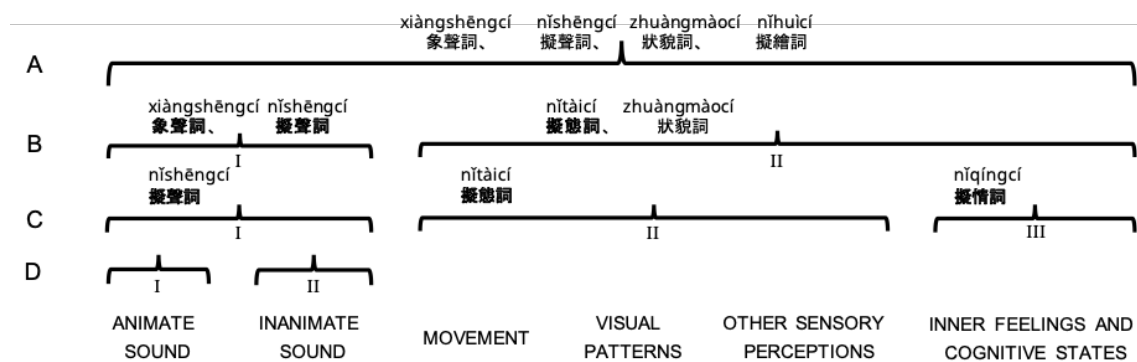 xiàngshēngcí nǐshēngcí zhuàngmàocí nǐhuìcí
象聲詞、 擬聲詞、 狀貌詞、 擬繪詞
A
xiàngshēngcí nǐshēngcí nǐtàicí zhuàngmàocí
象聲詞、 擬聲詞 擬態詞、 狀貌詞
B
I II
nǐshēngcí nǐtàicí nǐqíngcí
擬聲詞 擬態詞 擬情詞
C
I II III
D
I II
ANIMATE INANIMATE MOVEMENT VISUAL OTHER SENSORY INNER FEELINGS AND
SOUND SOUND PATTERNS PERCEPTIONS COGNITIVE STATES